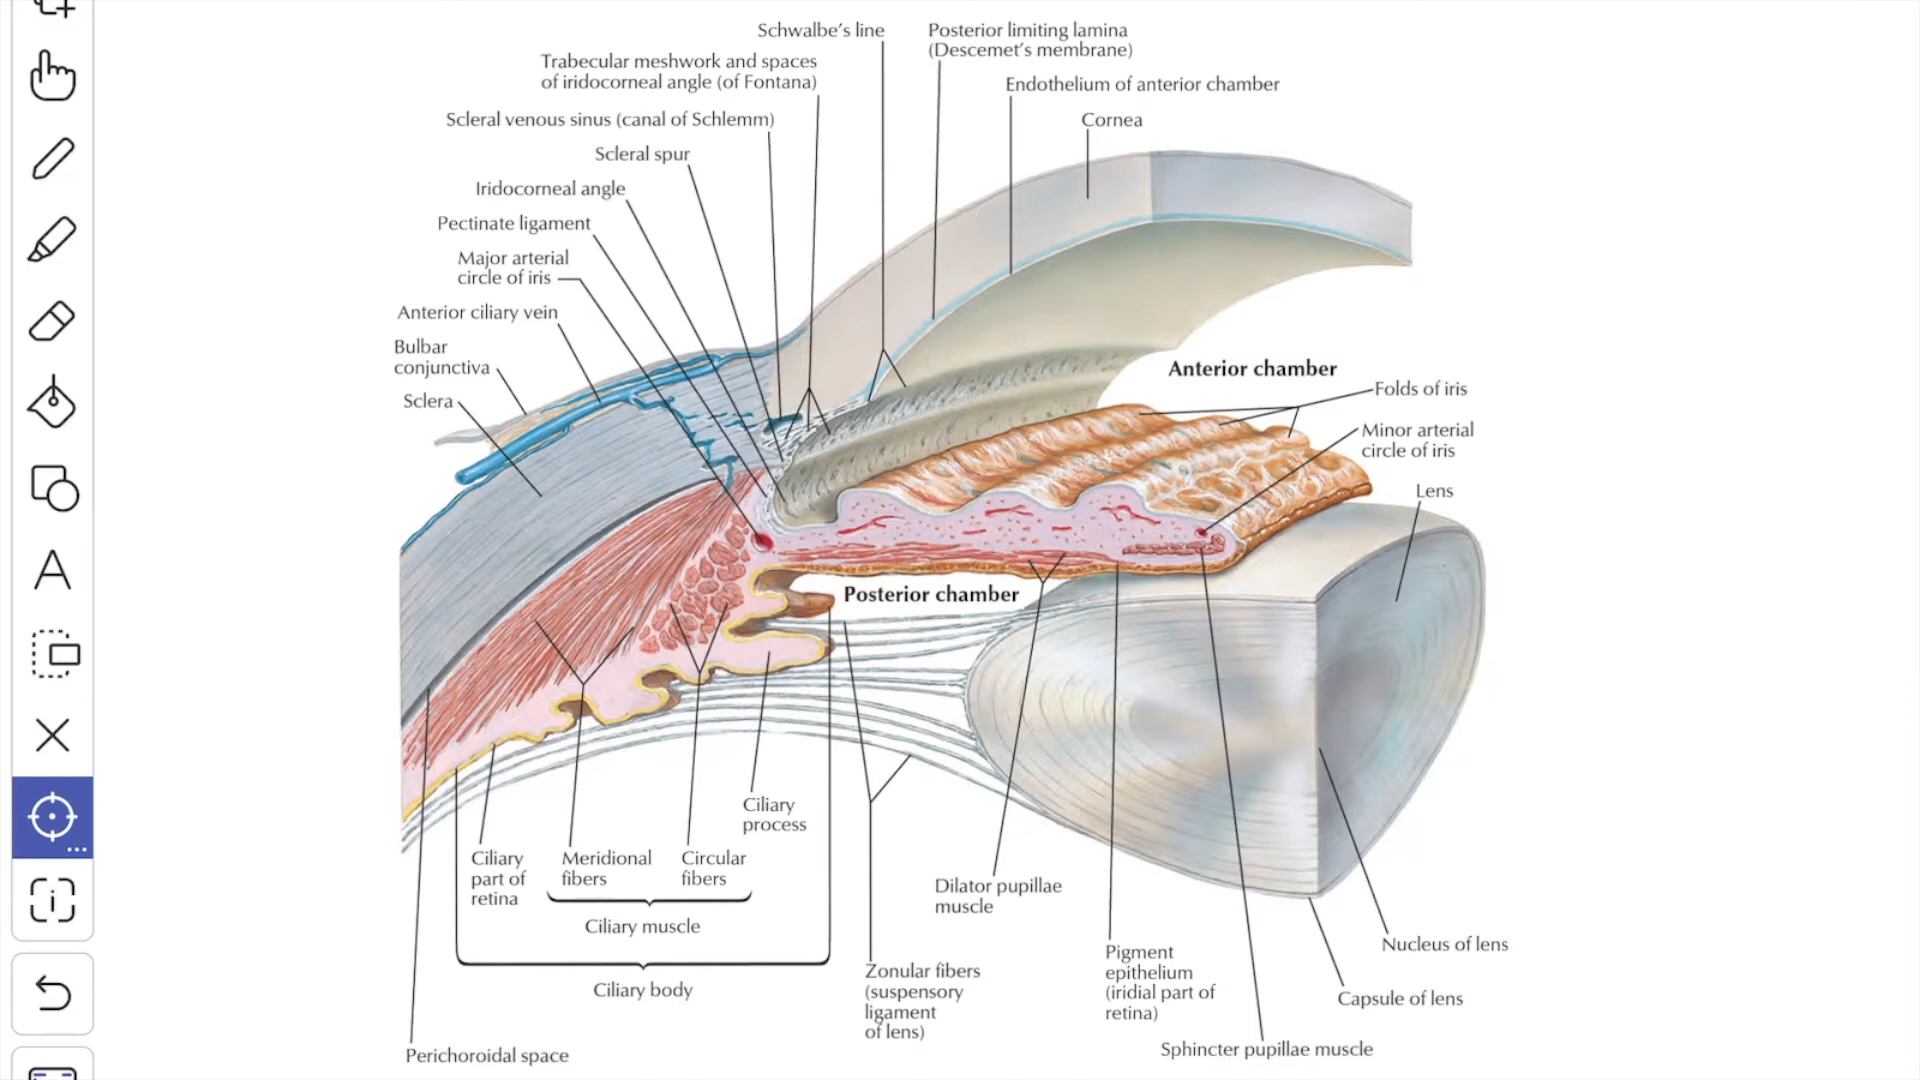 Schwalbe's line
Posterior limiting lamina
(Descemet's membrane)
Trabecular meshwork and spaces
of iridocorneal angle (of Fontana)
Endothelium of anterior chamber
Scleral venous sinus (canal of Schlemm)
Cornea
Scleral spur
Iridocorneal angle
Pectinate ligament
Major arterial
circle of iris
Anterior ciliary vein
Bulbar
conjunctiva
Sclera
Anterior chamber
Folds of iris
Minor arterial
circle of iris
Lens
Posterior chamber
Ciliary
process
Ciliary
part of
retina
Meridional
fibers
Circular
fibers
Ciliary muscle
Ciliary body
Perichoroidal space
Zonular fibers
(suspensory
ligament
of lens)
Dilator pupillae
muscle
Pigment
epithelium
(iridial part of
retina)
Sphincter pupillae muscle
Nucleus of lens
Capsule of lens
A
i